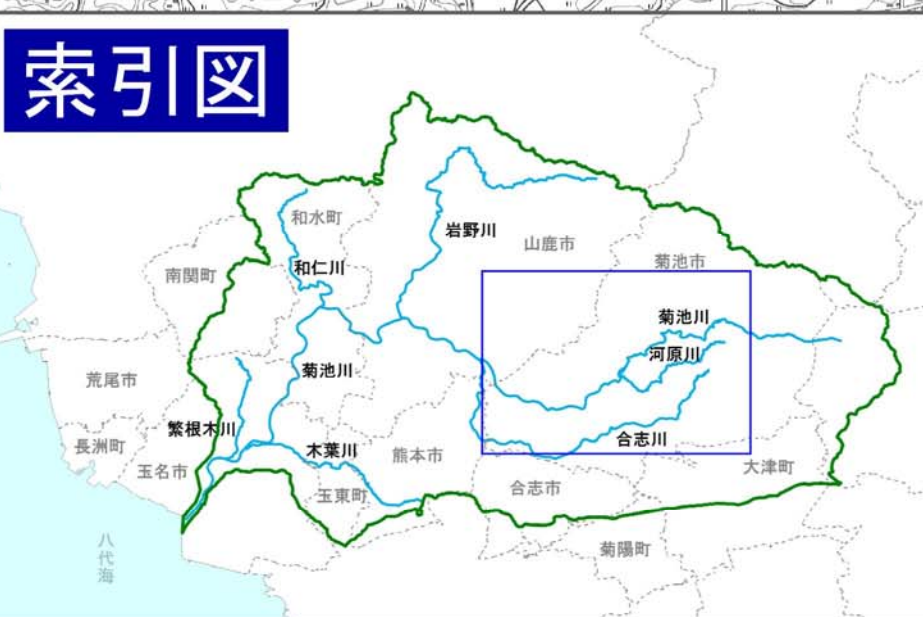 索引図
和水町
岩野川
山鹿市
菊池市
南関町
和仁川
菊池川
河原川
荒尾市
菊池川
繁根木川
合志川
長洲町
木葉川
熊本市
玉名市
大津町
玉東町
合志市
八代海
菊陽町